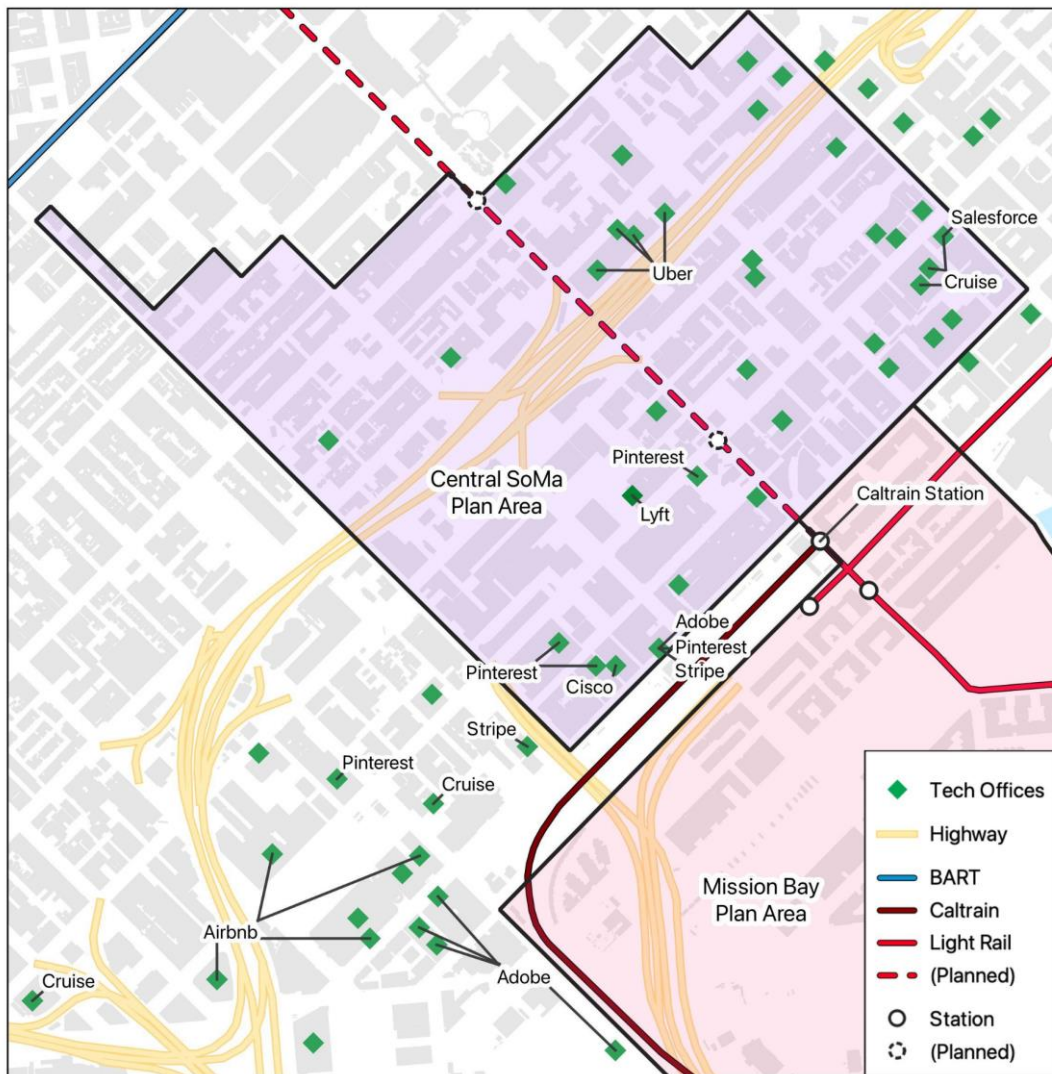 Salesforce
Uber
Cruise
Pinterest
Central SoMa
Plan Area
Lyft
Caltrain Station
Adobe
Pinterest
Stripe
Pinterest
Cisco
Stripe
Pinterest
Cruise
Mission Bay
Plan Area
Airbnb
Adobe
Cruise
Tech Offices
Highway
BART
Caltrain
Light Rail
(Planned)
Station
(Planned)